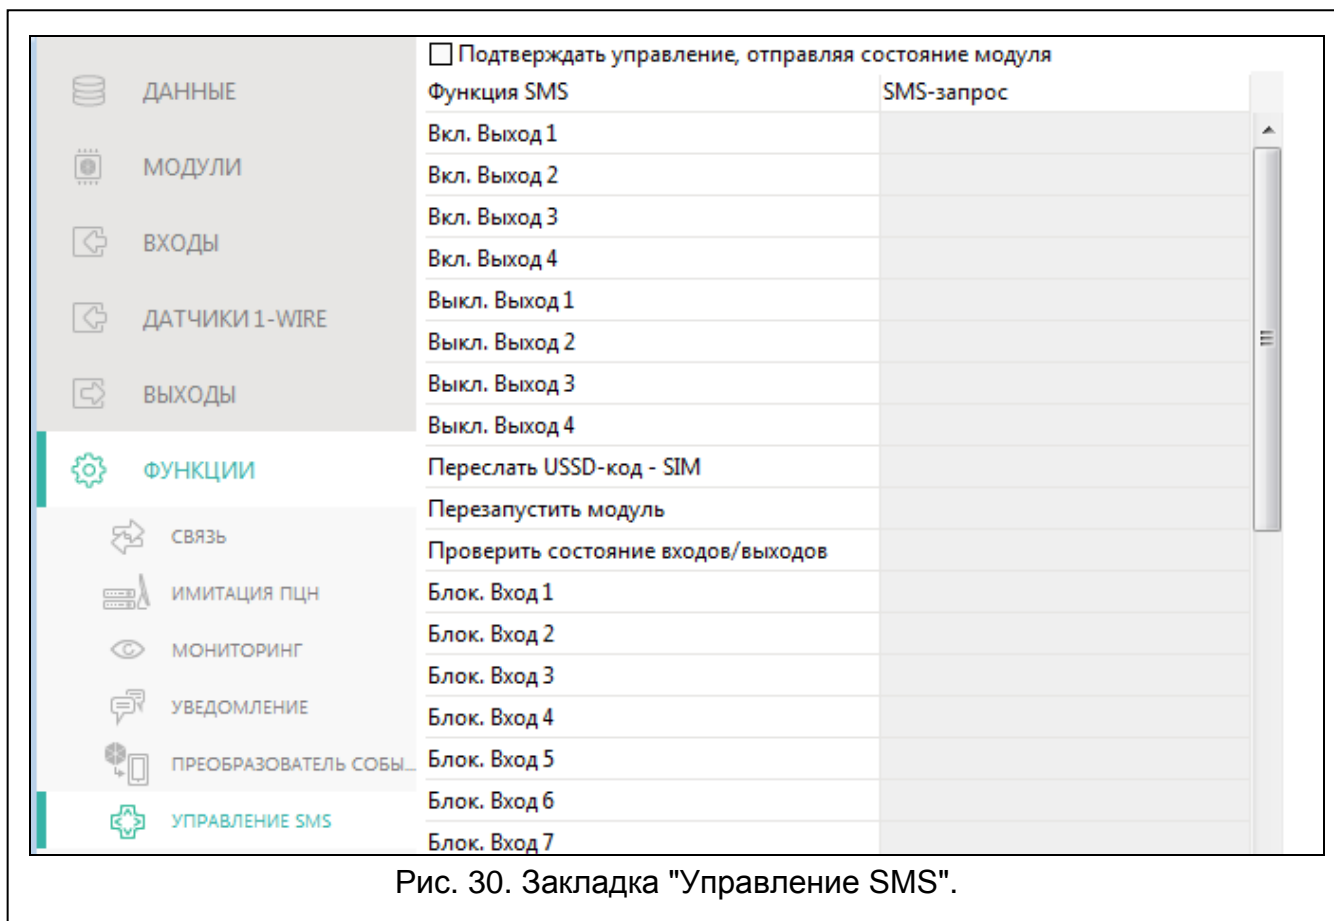 ДАННЫЕ
МОДУЛИ
ВХОДЫ
ДАТЧИКИ 1-WIRE
ВЫХОДЫ
ФУНКЦИИ
СВЯЗЬ
ИМИТАЦИЯ ПЦН
МОНИТОРИНГ
УВЕДОМЛЕНИЕ
ПРЕОБРАЗОВАТЕЛЬ СОБЫ...
УПРАВЛЕНИЕ SMS
Подтверждать управление, отправляя состояние модуля
Функция SMS SMS-запрос
Вкл. Выход 1
Вкл. Выход 2
Вкл. Выход 3
Вкл. Выход 4
Выкл. Выход 1
Выкл. Выход 2
Выкл. Выход 3
Выкл. Выход 4
Переслать USSD-код - SIM
Перезапустить модуль
Проверить состояние входов/выходов
Блок. Вход 1
Блок. Вход 2
Блок. Вход 3
Блок. Вход 4
Блок. Вход 5
Блок. Вход 6
Блок. Вход 7
Рис. 30. Закладка "Управление SMS".